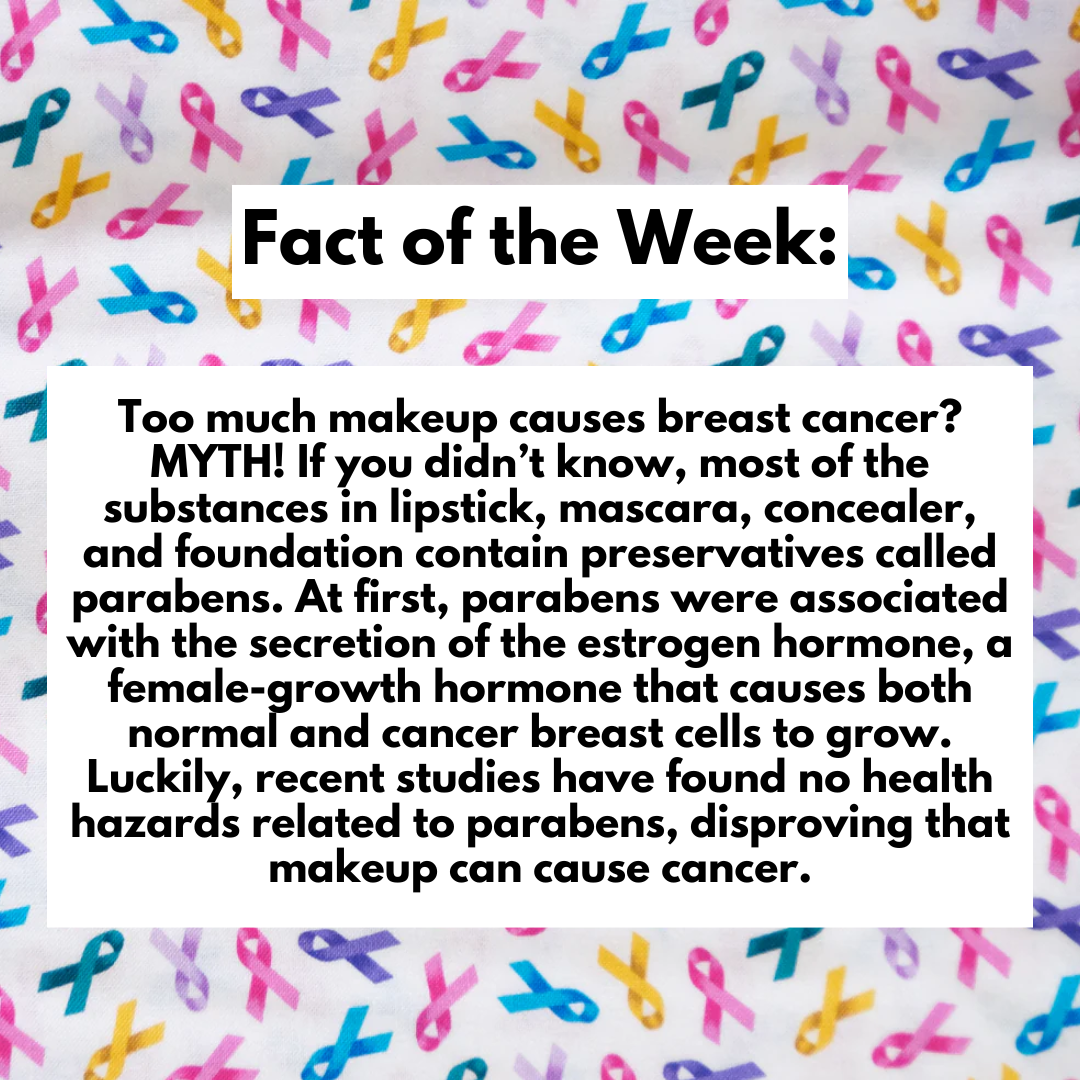 Fact of the Week:
Too much makeup causes breast cancer?
MYTH! If you didn’t know, most of the
substances in lipstick, mascara, concealer,
and foundation contain preservatives called
parabens. At first, parabens were associated
with the secretion of the estrogen hormone, a
female-growth hormone that causes both
normal and cancer breast cells to grow.
Luckily, recent studies have found no health
hazards related to parabens, disproving that
makeup can cause cancer.